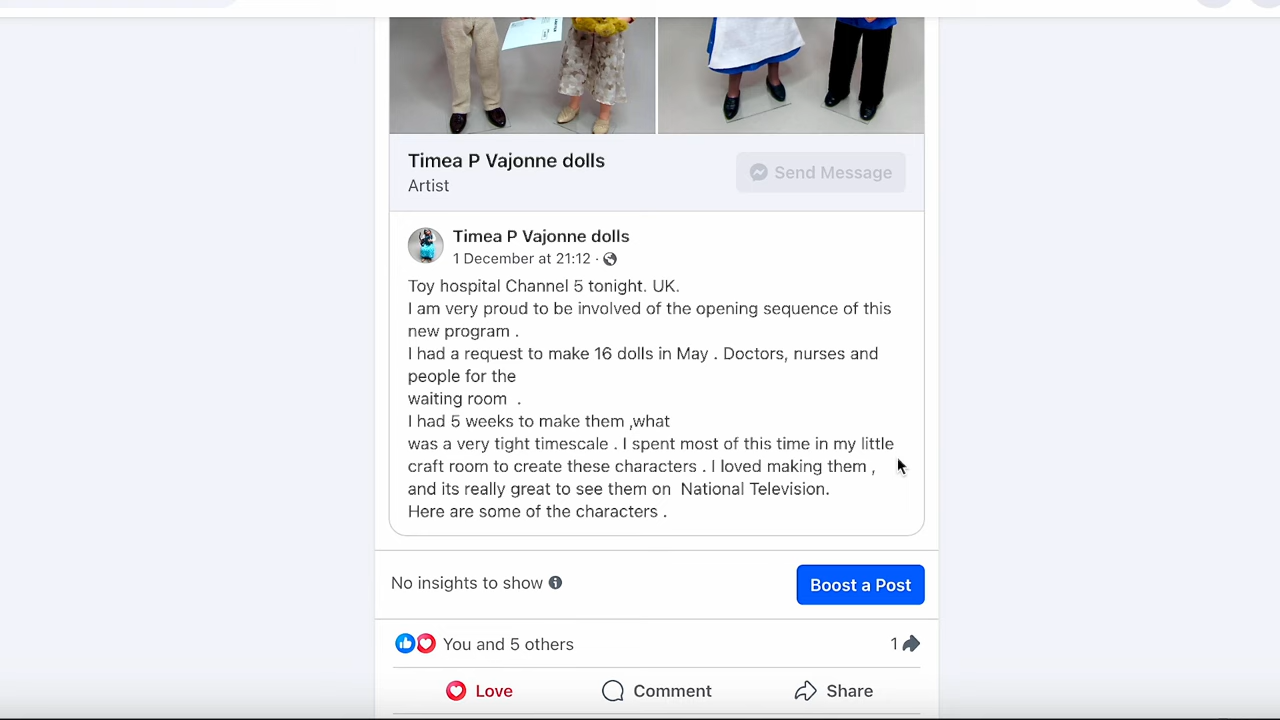 Timea P Vajonne dolls
Artist
Send Message
Timea P Vajonne dolls
1 December at 21:12 ·
Toy hospital Channel 5 tonight. UK.
I am very proud to be involved of the opening sequence of this
new program .
I had a request to make 16 dolls in May . Doctors, nurses and
people for the
waiting room  .
I had 5 weeks to make them ,what
was a very tight timescale . I spent most of this time in my little
craft room to create these characters . I loved making them ,
and its really great to see them on  National Television.
Here are some of the characters .
No insights to show
Boost a Post
You and 5 others
1
Love
Comment
Share